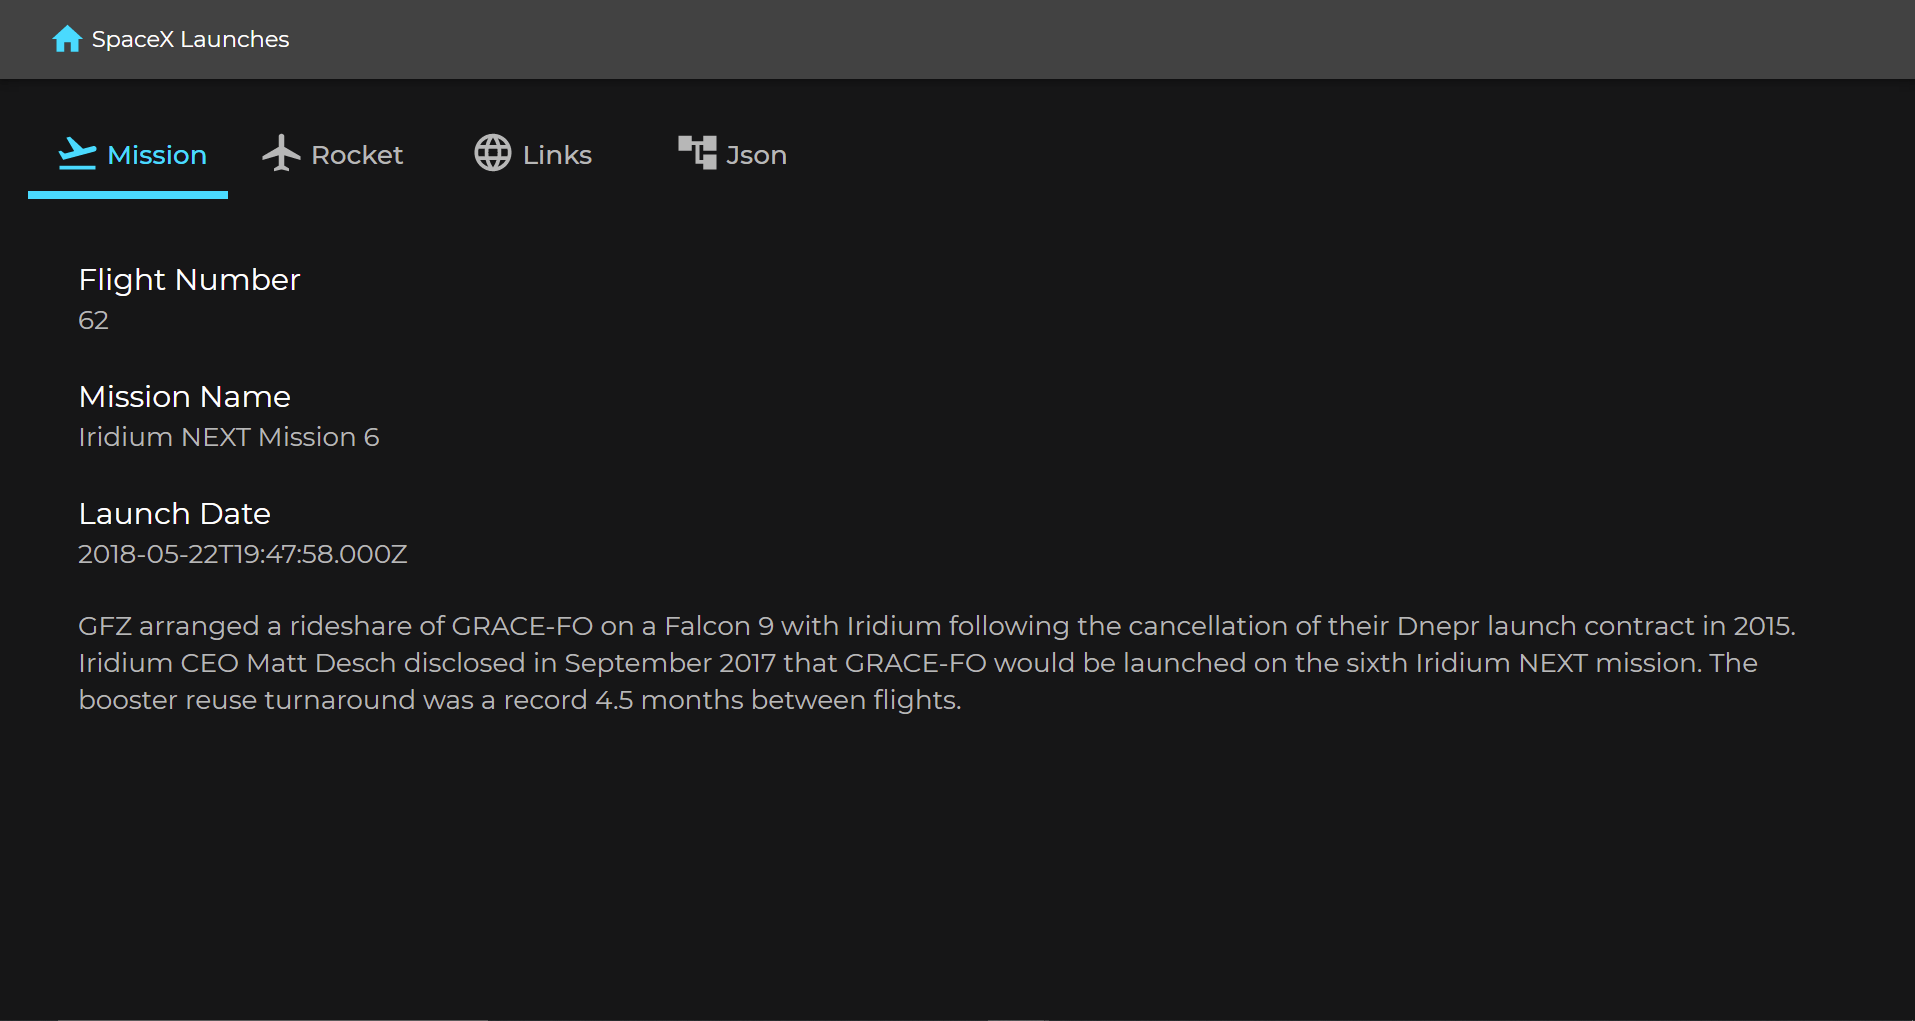 SpaceX Launches
Mission Rocket Links Json
Flight Number
62
Mission Name
Iridium NEXT Mission 6
Launch Date
2018-05-22T19:47:58.000Z
GFZ arranged a rideshare of GRACE-FO on a Falcon 9 with Iridium following the cancellation of their Dnepr launch contract in 2015.
Iridium CEO Matt Desch disclosed in September 2017 that GRACE-FO would be launched on the sixth Iridium NEXT mission. The
booster reuse turnaround was a record 4.5 months between flights.